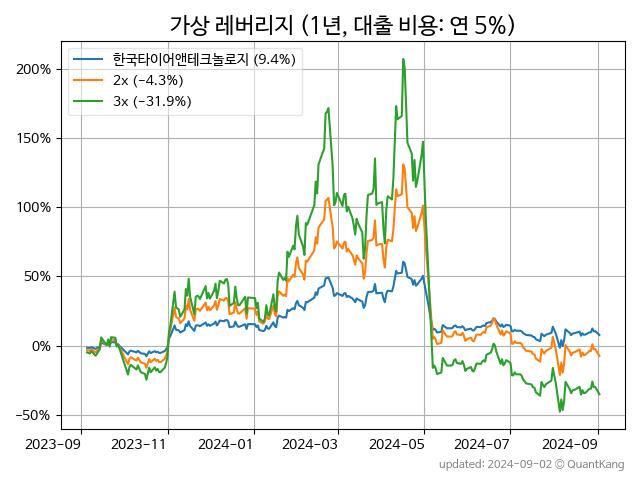 가상 레버리지 (1년, 대출 비용: 연 5%)
한국타이어앤테크놀로지 (9.4%)
2x (−4.3%)
3x (−31.9%)
200%
150%
100%
50%
0%
−50%
2023-09 2023-11 2024-01 2024-03 2024-05 2024-07 2024-09
updated: 2024-09-02 © QuantKang